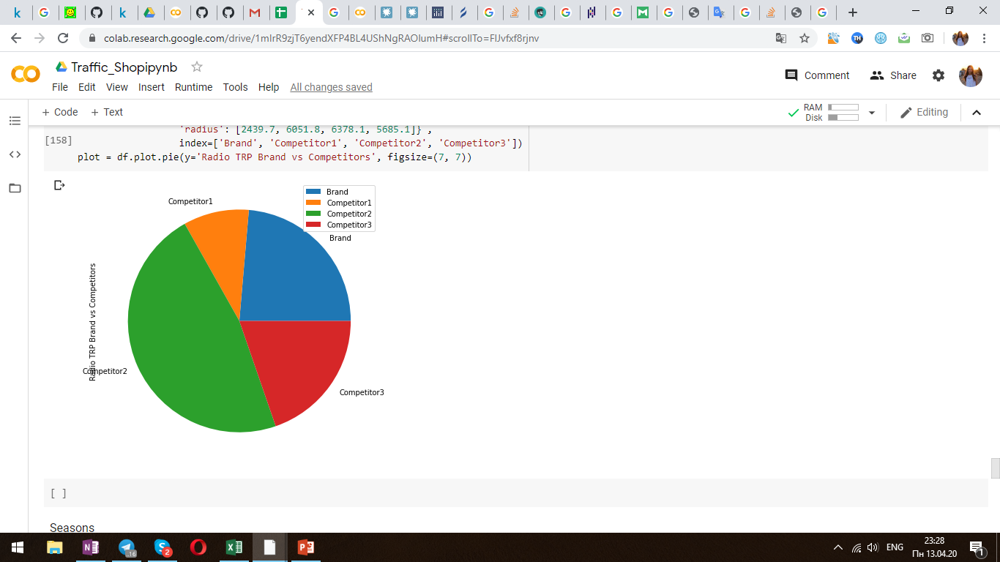 colab.research.google.com/drive/1mlrR9zjT6yendXFP4BL4UShNgRAOlumH#scrollTo=FlJvfxf8rjnv
Traffic_Shopipynb
Comment
Share
File Edit View Insert Runtime Tools Help All changes saved
+ Code + Text
RAM
Disk
Editing
'radius': [2439.7, 6051.8, 6378.1, 5685.1]} ,
[158]
index=['Brand', 'Competitor1', 'Competitor2', 'Competitor3'])
plot = df.plot.pie(y='Radio TRP Brand vs Competitors', figsize=(7, 7))
Brand
Competitor1
Competitor2
Competitor3
Competitor1
Brand
Radio TRP Brand vs Competitors
Competitor2
Competitor3
[ ]
Seasons
16
2
ENG
23:28
Пн 13.04.20
1